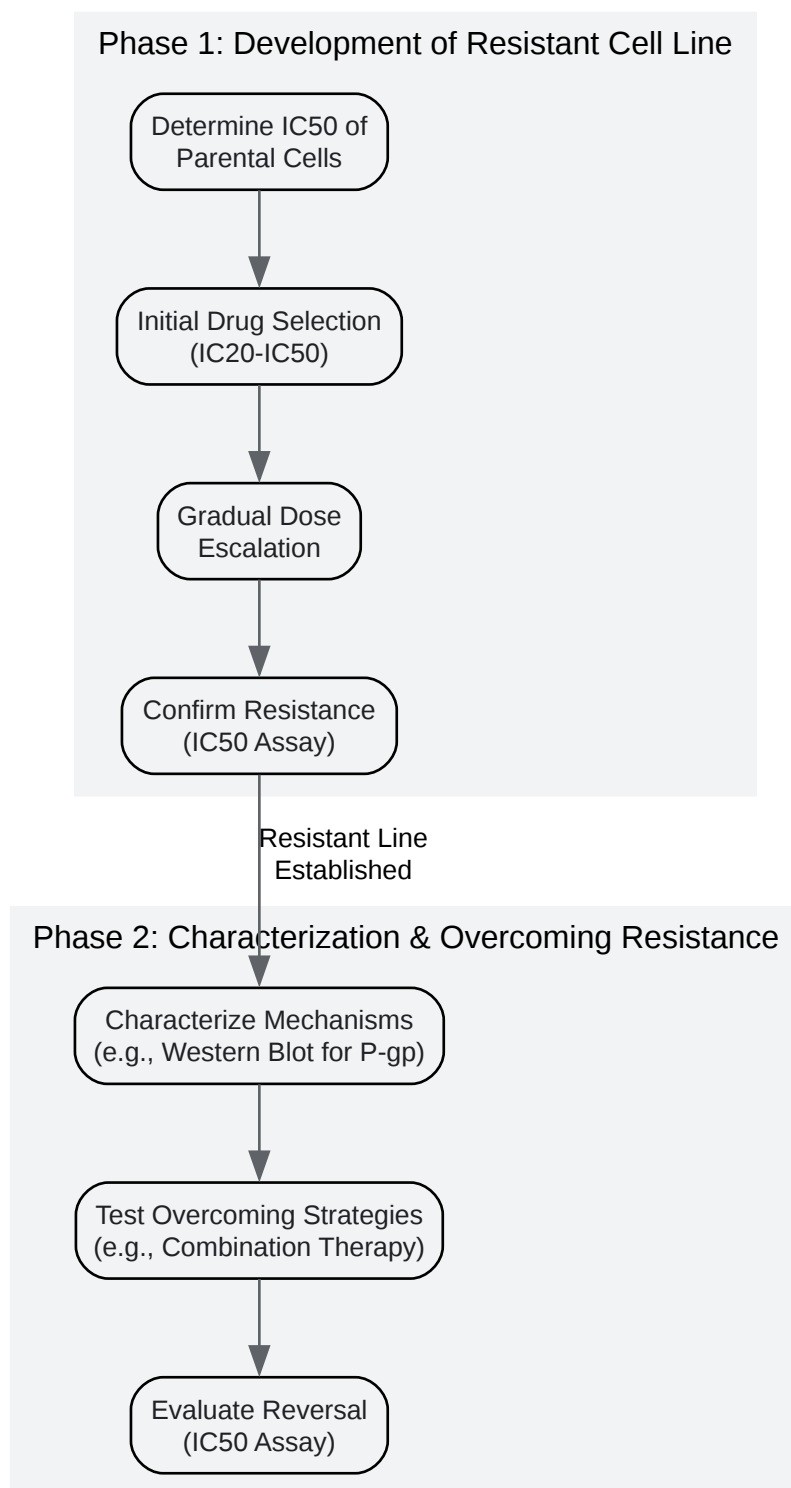 Phase 1: Development of Resistant Cell Line
Determine IC50 of
Parental Cells
Initial Drug Selection
(IC20-IC50)
Gradual Dose
Escalation
Confirm Resistance
(IC50 Assay)
Resistant Line
Established
Phase 2: Characterization & Overcoming Resistance
Characterize Mechanisms
(e.g., Western Blot for P-gp)
Test Overcoming Strategies
(e.g., Combination Therapy)
Evaluate Reversal
(IC50 Assay)